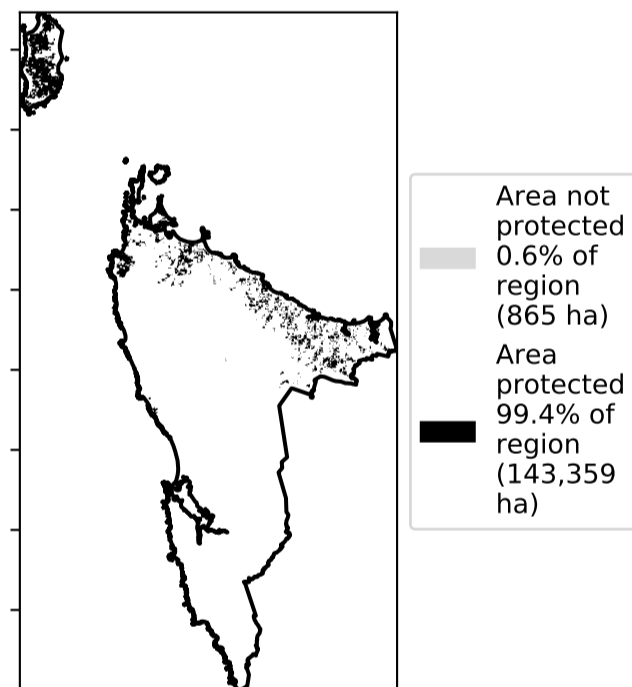 Area not
protected
0.6% of
region
(865 ha)
Area
protected
99.4% of
region
(143,359
ha)